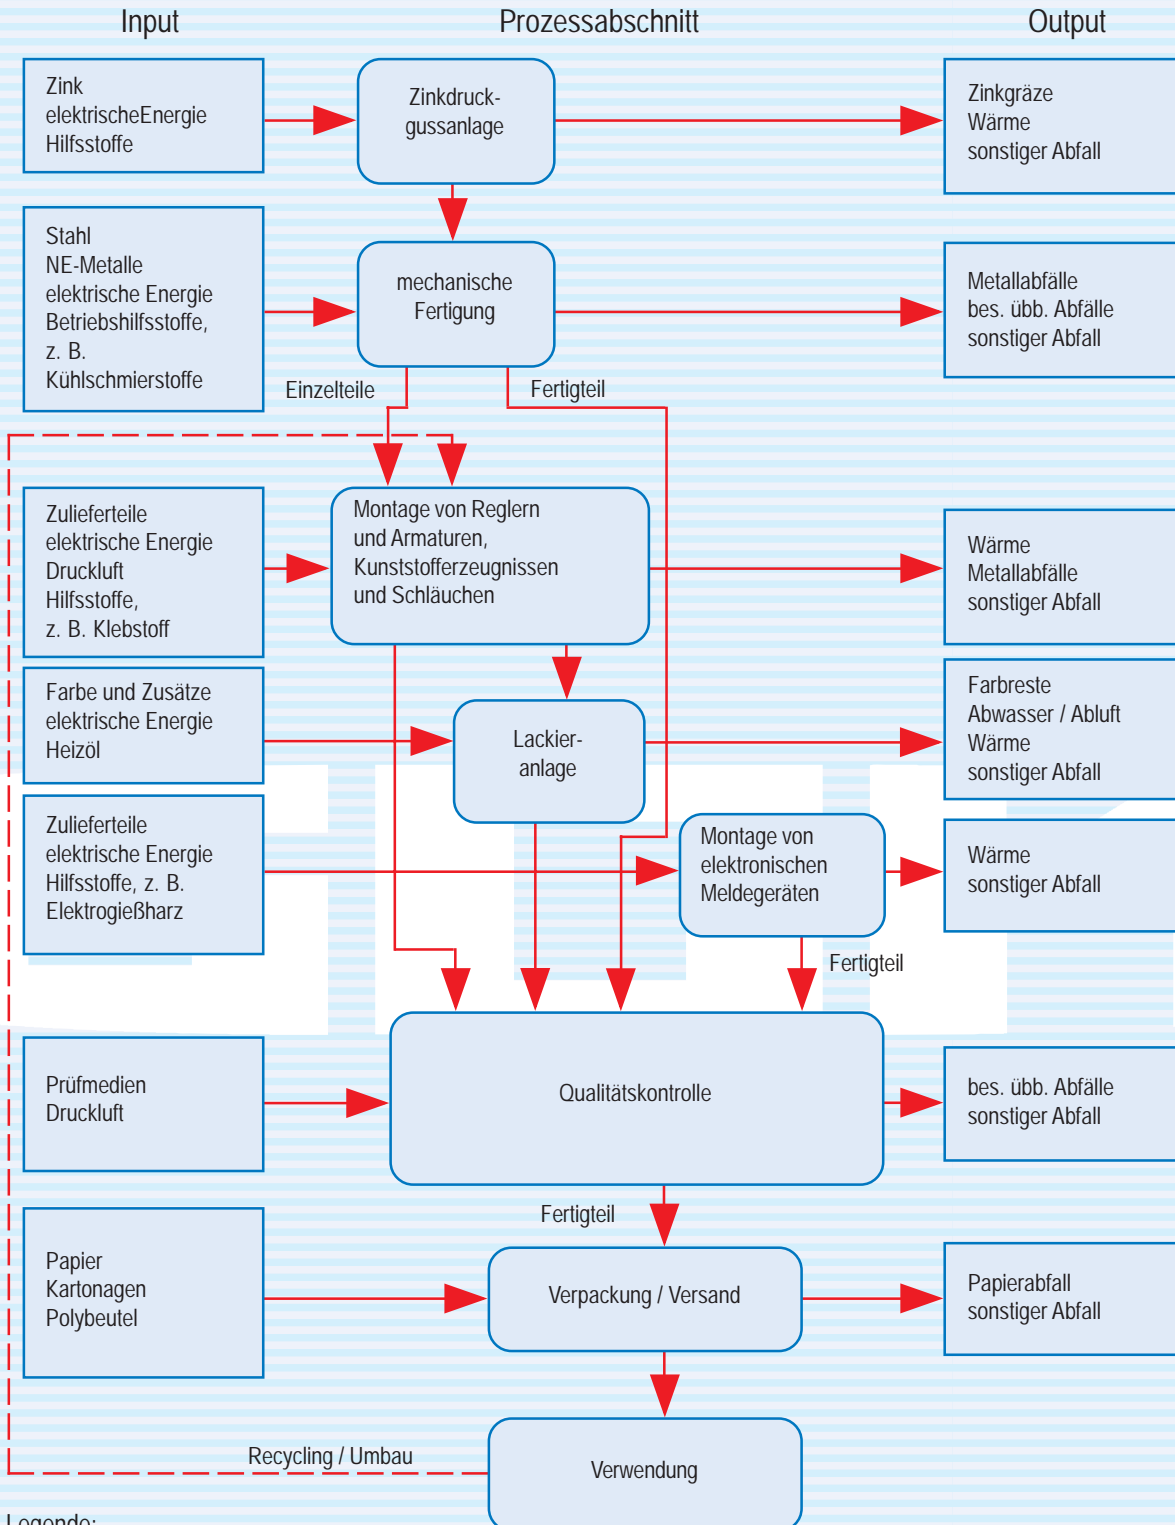 Input
Prozessabschnitt
Output
Zink
elektrischeEnergie
Hilfsstoffe
Zinkdruck-
gussanlage
Zinkgräze
Wärme
sonstiger Abfall
Stahl
NE-Metalle
elektrische Energie
Betriebshilfsstoffe,
z. B.
Kühlschmierstoffe
mechanische
Fertigung
Metallabfälle
bes. übb. Abfälle
sonstiger Abfall
Einzelteile
Fertigteil
Zulieferteile
elektrische Energie
Druckluft
Hilfsstoffe,
z. B. Klebstoff
Montage von Reglern
und Armaturen,
Kunststofferzeugnissen
und Schläuchen
Wärme
Metallabfälle
sonstiger Abfall
Farbe und Zusätze
elektrische Energie
Heizöl
Lackier-
anlage
Farbreste
Abwasser / Abluft
Wärme
sonstiger Abfall
Zulieferteile
elektrische Energie
Hilfsstoffe, z. B.
Elektrogießharz
Montage von
elektronischen
Meldegeräten
Wärme
sonstiger Abfall
Fertigteil
Prüfmedien
Druckluft
Qualitätskontrolle
bes. übb. Abfälle
sonstiger Abfall
Fertigteil
Papier
Kartonagen
Polybeutel
Verpackung / Versand
Papierabfall
sonstiger Abfall
Recycling / Umbau
Verwendung
Legende: